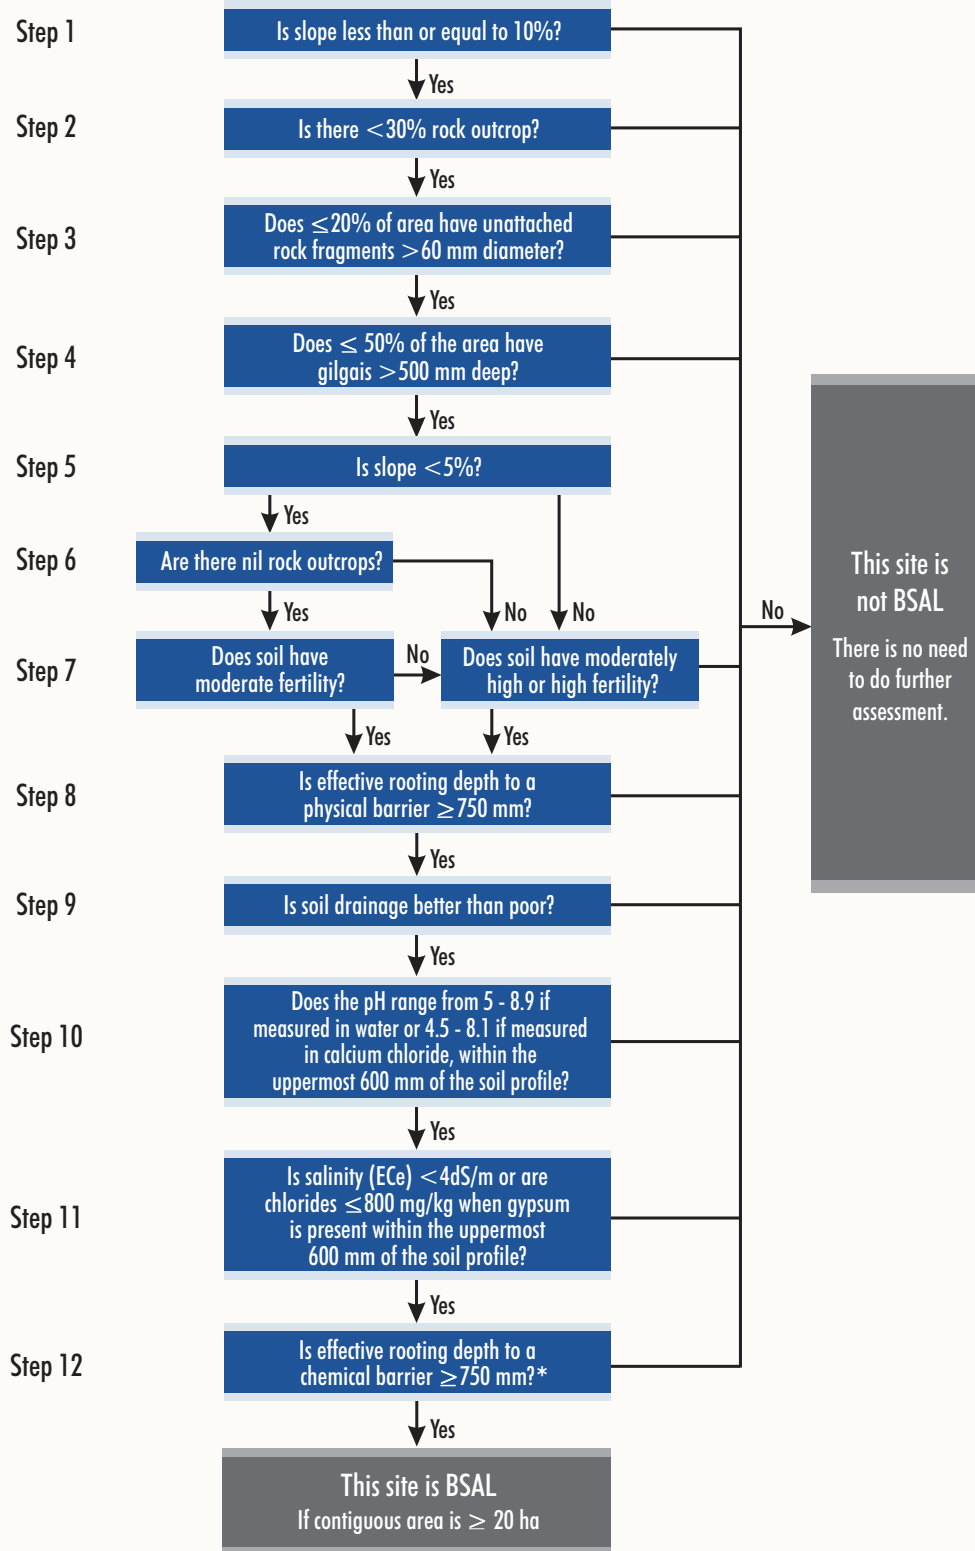 Step 1
Is slope less than or equal to 10%?
Yes
Step 2
Is there <30% rock outcrop?
Yes
Step 3
Does ≤20% of area have unattached
rock fragments >60 mm diameter?
Yes
Step 4
Does ≤ 50% of the area have
gilgais >500 mm deep?
Yes
Step 5
Is slope <5%?
Yes
Step 6
Are there nil rock outcrops?
Yes
No
No
Step 7
Does soil have
moderate fertility?
No
Does soil have moderately
high or high fertility?
Yes
Yes
Step 8
Is effective rooting depth to a
physical barrier ≥750 mm?
Yes
Step 9
Is soil drainage better than poor?
Yes
Step 10
Does the pH range from 5 - 8.9 if
measured in water or 4.5 - 8.1 if measured
in calcium chloride, within the
uppermost 600 mm of the soil profile?
Yes
Step 11
Is salinity (ECe) <4dS/m or are
chlorides ≤800 mg/kg when gypsum
is present within the uppermost
600 mm of the soil profile?
Yes
Step 12
Is effective rooting depth to a
chemical barrier ≥750 mm?*
Yes
This site is BSAL
If contiguous area is ≥ 20 ha
No
This site is
not BSAL
There is no need
to do further
assessment.